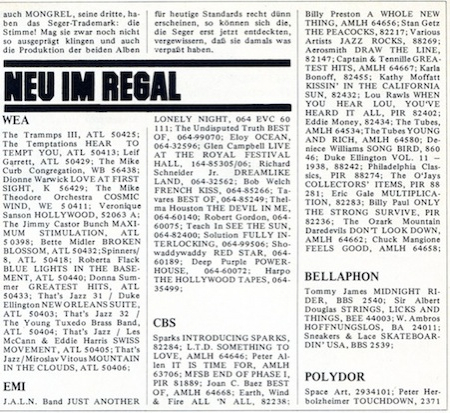 auch MONGREL, seine dritte, ha-
ben das Seger-Trademark: die
Stimme! Mag sie zwar noch nicht
so ausgeprägt klingen und auch
die Produktion der beiden Alben
für heutige Standards recht dünn
erscheinen, so können sich die,
die Seger erst jetzt entdeckten,
vergewissern, daß sie damals was
verpaßt haben.
NEU IM REGAL
WEA
The Trammps III, ATL 50425;
The Temptations HEAR TO
TEMPT YOU, ATL 50413; Leif
Garrett, ATL 50429; The Mike
Curb Congregation, WB 56438;
Dionne Warwick LOVE AT FIRST
SIGHT, K 56429; The Mike
Theodore Orchestra COSMIC
WIND, WE 50411; Veronique
Sanson HOLLYWOOD, 52063 A;
The Jimmy Castor Bunch MAXI-
MUM STIMULATION, ATL
50398; Bette Midler BROKEN
BLOSSOM, ATL 50432; Spinners/
8, ATL 50418; Roberta Flack
BLUE LIGHTS IN THE BASE-
MENT, ATL 50440; Donna Sum-
mer GREATEST HITS, ATL
50433; That's Jazz 31 / Duke
Ellington NEW ORLEANS SUITE,
ATL 50403; That's Jazz 32 /
The Young Tuxedo Brass Band,
ATL 50404; That's Jazz / Les
McCann & Eddie Harris SWISS
MOVEMENT, ATL 50405; That's
Jazz/Miroslav Vitous MOUNTAIN
IN THE CLOUDS, ATL 50406;
EMI
J.A.L.N. Band JUST ANOTHER
LONELY NIGHT, 064 EVC 60
111; The Undisputed Truth BEST
OF, 064-99070; Eloy OCEAN,
064-32596; Glen Campbell LIVE
AT THE ROYAL FESTIVAL
HALL, 164-85305/06; Richard
Schneider Jr. DREAMLIKE
LAND, 064-32562; Bob Welch
FRENCH KISS, 064-85266; Ta-
vares BEST OF, 064-85249; Thel-
ma Houston THE DEVIL IN ME,
064-60140; Robert Gordon, 064-
60075; Teach In SEE THE SUN,
064-82400; Solution FULLY IN-
TERLOCKING, 064-99506; Sho-
waddywaddy RED STAR, 064-
60189; Deep Purple POWER-
HOUSE, 064-60072; Harpo
THE HOLLYWOOD TAPES, 064-
35499;
CBS
Sparks INTRODUCING SPARKS,
82284; L.T.D. SOMETHING TO
LOVE, AMLH 64646; Peter Al-
len IT IS TIME FOR, AMLH
63706; MFSB END OF PHASE I,
PIR 81889; Joan C. Baez BEST
OF, AMLH 64668; Earth, Wind
& Fire ALL 'N ALL, 82238;
Billy Preston A WHOLE NEW
THING, AMLH 64656; Stan Getz
THE PEACOCKS, 82217; Various
Artists JAZZ ROCKS, 88269;
Aerosmith DRAW THE LINE,
82147; Captain & Tennille GREA-
TEST HITS, AMLH 64667; Karla
Bonoff, 82455; Kathy Moffatt
KISSIN' IN THE CALIFORNIA
SUN, 82432; Lou Rawls WHEN
YOU HEAR LOU, YOU'VE
HEARD IT ALL, PIR 82402;
Eddie Money, 82434; The Tubes,
AMLH 64534; The Tubes YOUNG
AND RICH, AMLH 64580; De-
niece Williams SONG BIRD, 860
46; Duke Ellington VOL. 11 –
1938, 88242; Philadelphia Clas-
sics, PIR 88274; The O'Jays
COLLECTORS' ITEMS, PIR 88
281; Eric Gale MULTIPLICA-
TION, 82283; Billy Paul ONLY
THE STRONG SURVIVE, PIR
82236; The Ozark Mountain
Daredevils DON'T LOOK DOWN,
AMLH 64662; Chuck Mangione
FEELS GOOD, AMLH 64658;
BELLAPHON
Tommy James MIDNIGHT RI-
DER, BBS 2540; Sir Albert
Douglas STRINGS, LICKS AND
THINGS, BEE 44003; W. Ambros
HOFFNUNGSLOS, BA 24011;
Sneakers & Lace SKATEBOAR-
DIN' USA, BBS 2539;
POLYDOR
Space Art, 2934101; Peter Her-
bolzheimer TOUCHDOWN, 2371